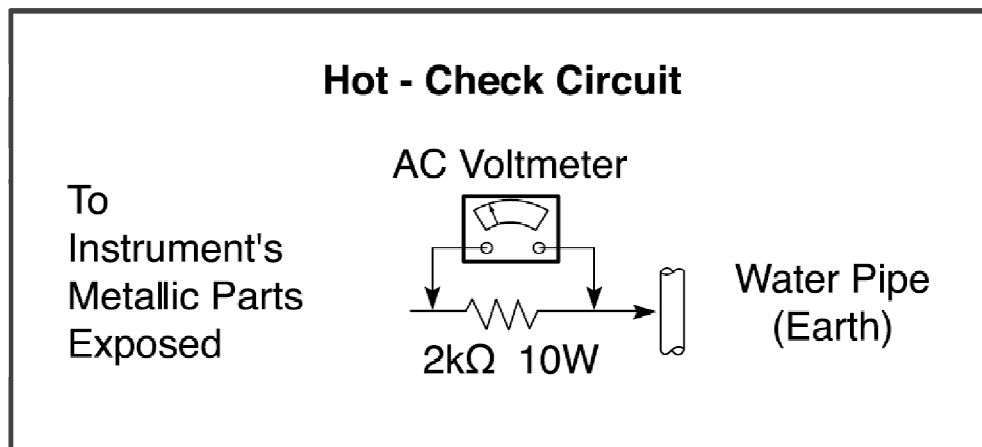 Hot - Check Circuit
AC Voltmeter
To
Instrument's
Metallic Parts
Exposed
Water Pipe
(Earth)
2kΩ 10W